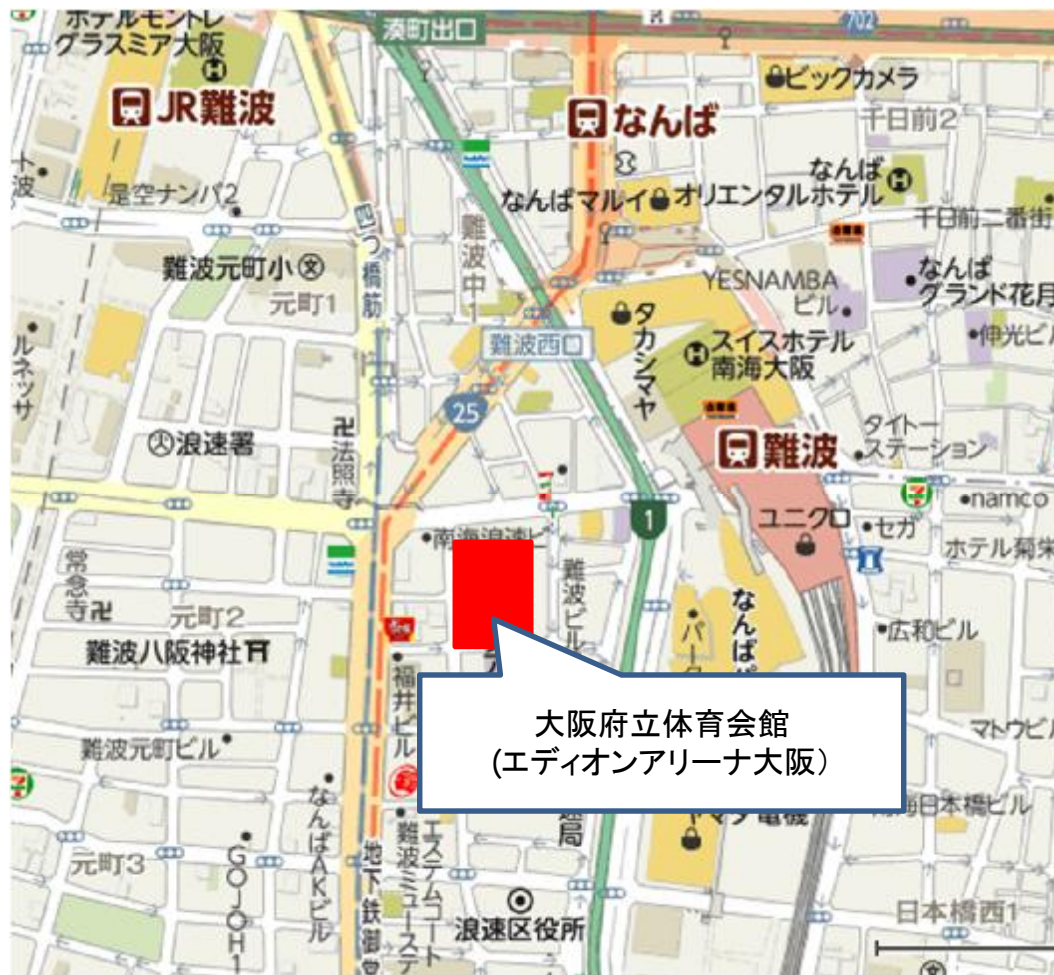 ホテルモントレ
グラスミア大阪
湊町出口
702
ビックカメラ
JR難波
なんば
千日前2
なんば
オリエンタルホテル
なんばマルイ
是空ナンバ2
四つ橋筋
難波中1
千日前二番街
難波元町小
文
元町1
YESNAMBA
ビル
なんば
グランド花月
タカシマヤ
難波西口
スイスホテル
南海大阪
伸光ビル
ルネッサ
25
浪速署
卍法照寺
難波
タイトー
ステーション
namco
1
ユニクロ
セガ
ホテル菊栄
南海浪速ビ
常念寺卍
元町2
難波ビル
なんばパ
パーク
広和ビル
難波八阪神社
福井ビル
大阪府立体育会館
(エディオンアリーナ大阪）
マトウビル
難波元町ビル
なんばAKビル
南海日本橋ビル
ヤマダ電機
元町3
GOJOH1
地下鉄御堂
難波ミュース
エステムコート
浪速区役所
日本橋西1